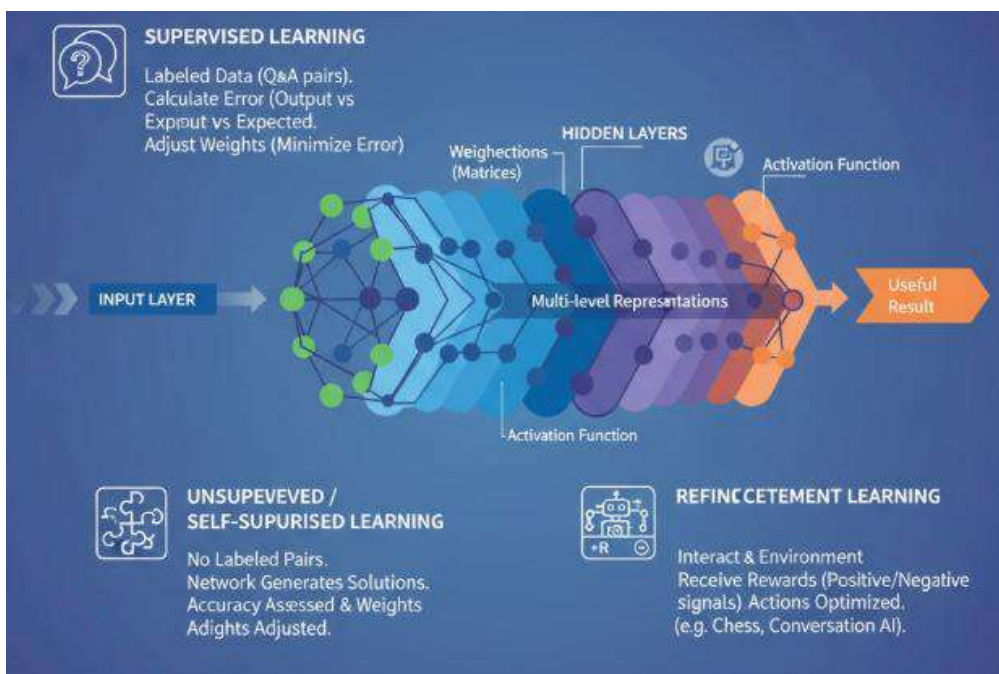 SUPERVISED LEARNING
Labeled Data (Q&A pairs).
Calculate Error (Output vs
Expıout vs Expected.
Adjust Weights (Minimize Error)
HIDDEN LAYERS
Weighections
(Matrices)
Activation Function
INPUT LAYER
Multi-level Representations
Useful
Result
Activation Function
UNSUPEVEVED /
SELF-SUPURISED LEARNING
No Labeled Pairs.
Network Generates Solutions.
Accuracy Assessed & Weights
Adights Adjusted.
+R
REFINCCETEMENT LEARNING
Interact & Environment
Receive Rewards (Positive/Negative
signals) Actions Optimized.
(e.g. Chess, Conversation AI).